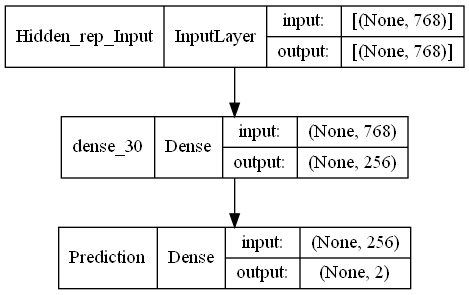 Hidden_rep_Input InputLayer input: [(None, 768)]
output: [(None, 768)]
dense_30 Dense input: (None, 768)
output: (None, 256)
Prediction Dense input: (None, 256)
output: (None, 2)